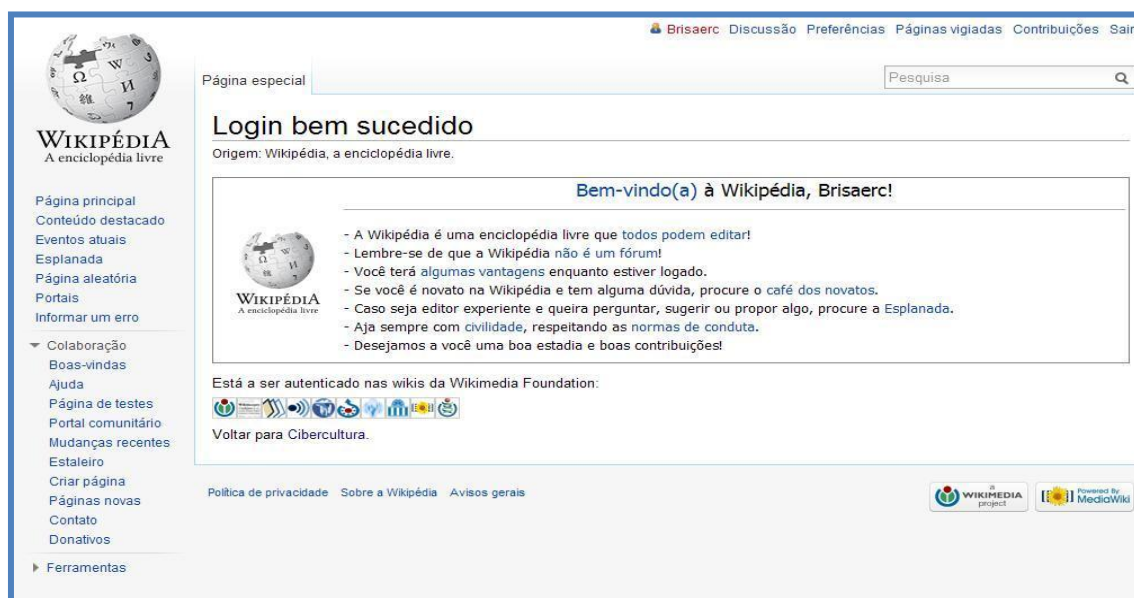 Brisaerc Discussão Preferências Páginas vigiadas Contribuições Sair
Página especial
Pesquisa
WIKIPÉDIA
A enciclopédia livre
Login bem sucedido
Origem: Wikipédia, a enciclopédia livre.
Bem-vindo(a) à Wikipédia, Brisaerc!
WIKIPÉDIA
A enciclopédia livre
- A Wikipédia é uma enciclopédia livre que todos podem editar!
- Lembre-se de que a Wikipédia não é um fórum!
- Você terá algumas vantagens enquanto estiver logado.
- Se você é novato na Wikipédia e tem alguma dúvida, procure o café dos novatos.
- Caso seja editor experiente e queira perguntar, sugerir ou propor algo, procure a Esplanada.
- Aja sempre com civilidade, respeitando as normas de conduta.
- Desejamos a você uma boa estadia e boas contribuições!
Está a ser autenticado nas wikis da Wikimedia Foundation:
Voltar para Cibercultura.
Página principal
Conteúdo destacado
Eventos atuais
Esplanada
Página aleatória
Portais
Informar um erro
Colaboração
Boas-vindas
Ajuda
Página de testes
Portal comunitário
Mudanças recentes
Estaleiro
Criar página
Páginas novas
Contato
Donativos
Ferramentas
Política de privacidade Sobre a Wikipédia Avisos gerais
a
WIKIMEDIA
project
Powered By
MediaWiki